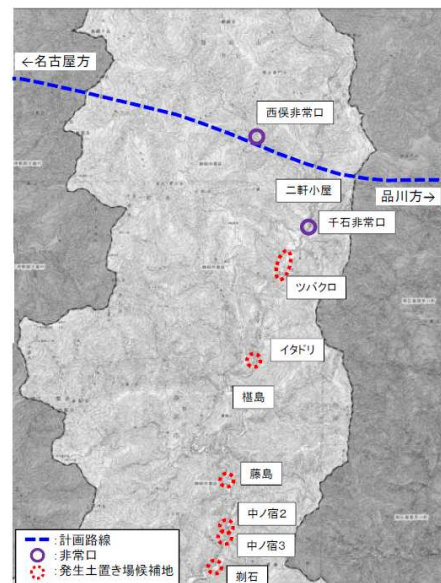 ←名古屋方
西俣非常口
二軒小屋
品川方→
千石非常口
ツバクロ
イタドリ
椹島
藤島
中ノ宿2
中ノ宿3
剃石
:計画路線
:非常口
:発生土置き場候補地